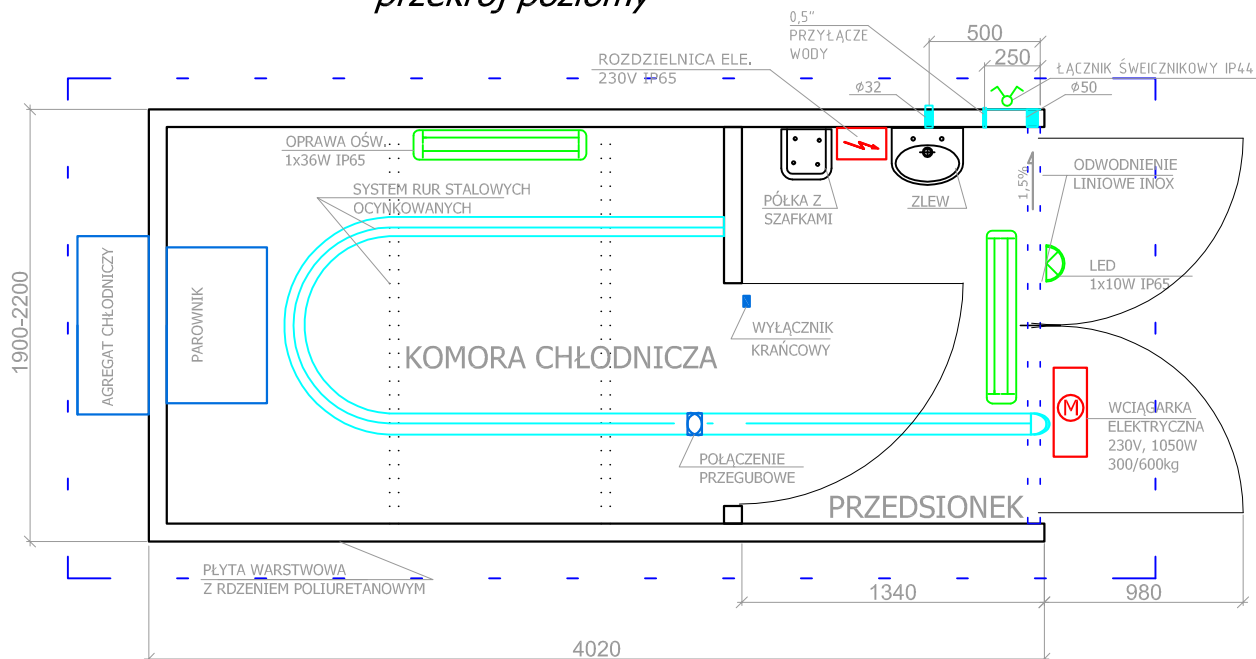 przekrój poziomy
0,5"
PRZYŁĄCZE
WODY
500
250
ROZDZIELNICA ELE.
230V IP65
ŁĄCZNIK ŚWEICZNIKOWY IP44
ø32
ø50
OPRAWA OŚW.
1x36W IP65
SYSTEM RUR STALOWYCH
OCYNKOWANYCH
PÓŁKA Z
SZAFKAMI
ZLEW
1,5%
ODWODNIENIE
LINIOWE INOX
LED
1x10W IP65
1900-2200
AGREGAT CHŁODNICZY
PAROWNIK
WYŁĄCZNIK
KRAŃCOWY
KOMORA CHŁODNICZA
M
WCIĄGARKA
ELEKTRYCZNA
230V, 1050W
300/600kg
POŁĄCZENIE
PRZEGUBOWE
PRZEDSIONEK
PŁYTA WARSTWOWA
Z RDZENIEM POLIURETANOWYM
1340
980
4020